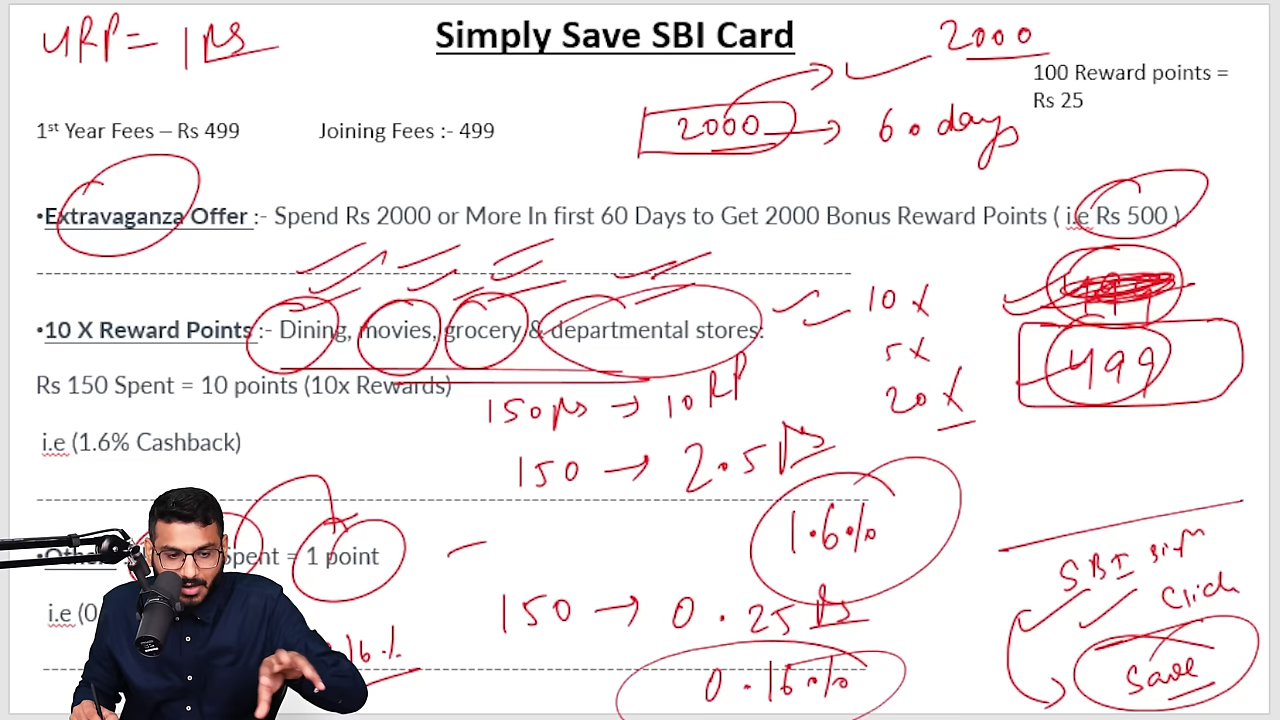 4RP = 1 Rs
Simply Save SBI Card
2000
100 Reward points =
Rs 25
1st Year Fees – Rs 499
Joining Fees :- 499
2000 → 60 days
•Extravaganza Offer :- Spend Rs 2000 or More In first 60 Days to Get 2000 Bonus Reward Points ( i.e Rs 500 )
•10 X Reward Points :- Dining, movies, grocery & departmental stores:
10 X
5 X
20 X
499
Rs 150 Spent = 10 points (10x Rewards)
150 Rs → 10 RP
i.e (1.6% Cashback)
150 → 2.5 Rs
1.6%
Spent = 1 point
i.e (0
150 → 0.25 Rs
16%
0.16%
SBI
Click
Save